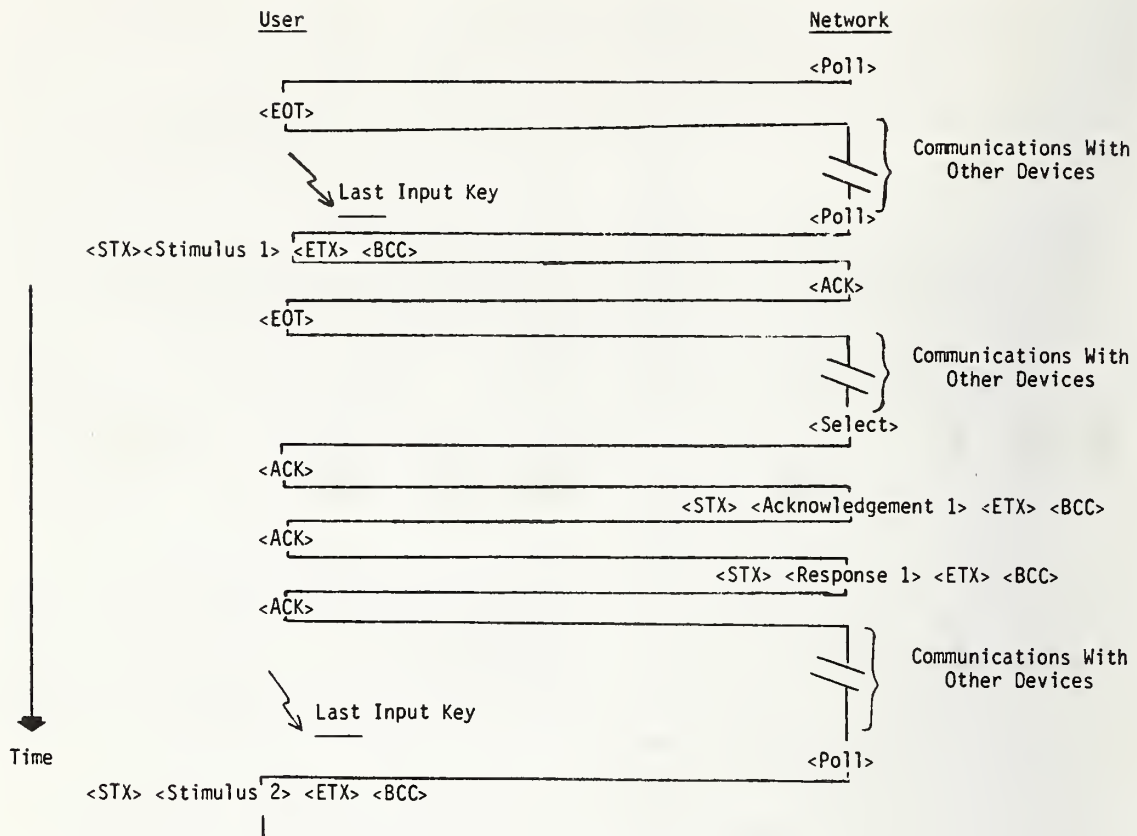 User Network
<Poll>
<EOT>
Communications With
Other Devices
Last Input Key
<Poll>
<STX><Stimulus 1> <ETX> <BCC>
<ACK>
<EOT>
Communications With
Other Devices
<Select>
<ACK>
<STX> <Acknowledgement 1> <ETX> <BCC>
<ACK>
<STX> <Response 1> <ETX> <BCC>
<ACK>
Communications With
Other Devices
Last Input Key
Time
<Poll>
<STX> <Stimulus 2> <ETX> <BCC>